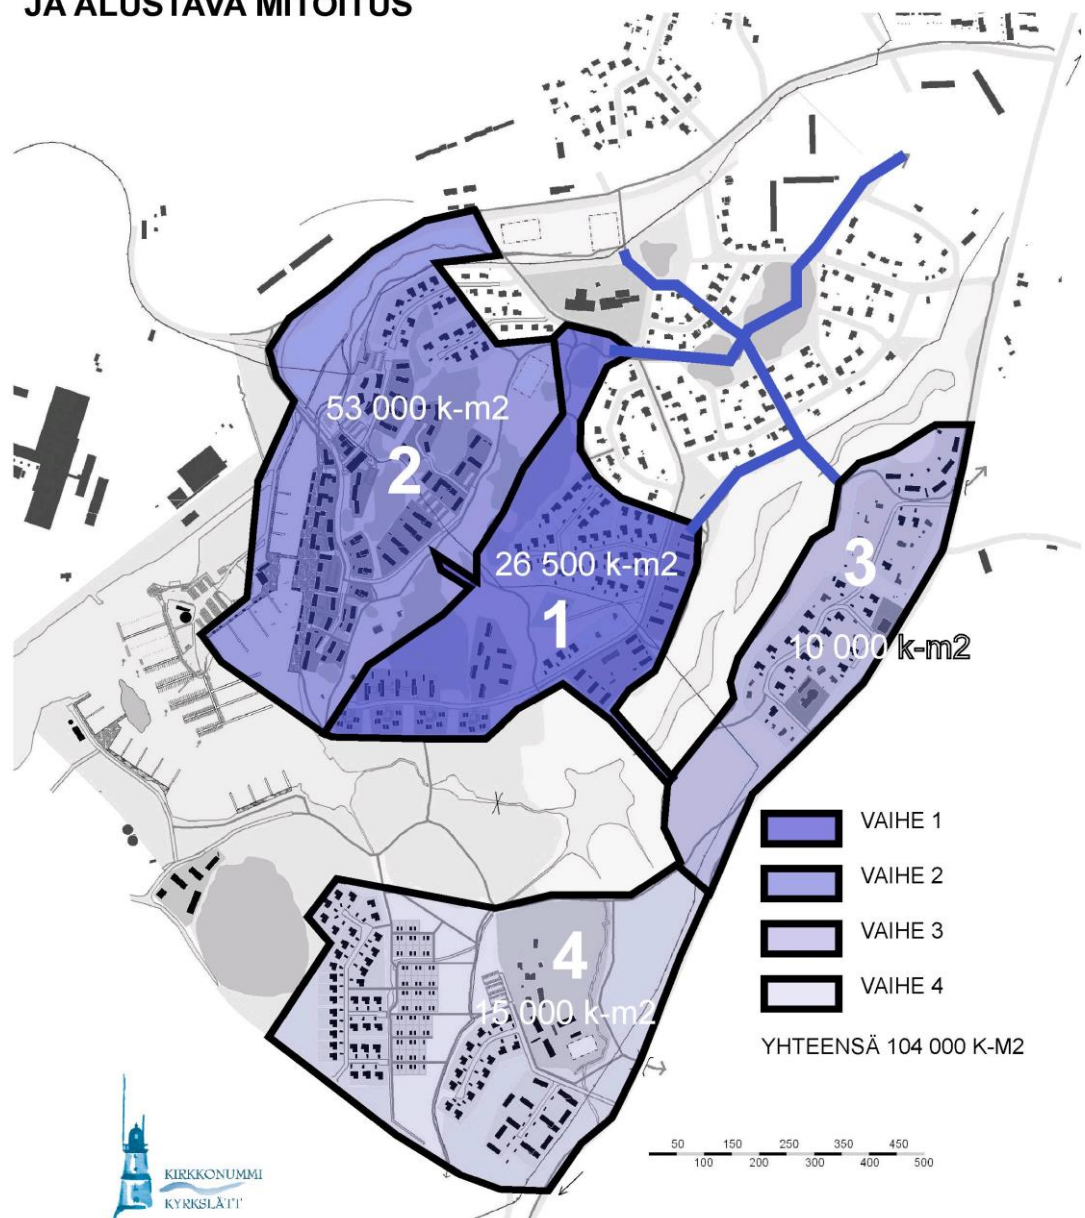 JA ALUSTAVA MITOITUS
53 000 k-m2
2
26 500 k-m2
1
3
10 000 k-m2
4
15 000 k-m2
VAIHE 1
VAIHE 2
VAIHE 3
VAIHE 4
YHTEENSÄ 104 000 K-M2
50 150 250 350 450
100 200 300 400 500
KIRKKONUMMI
KYRKSLÄTT